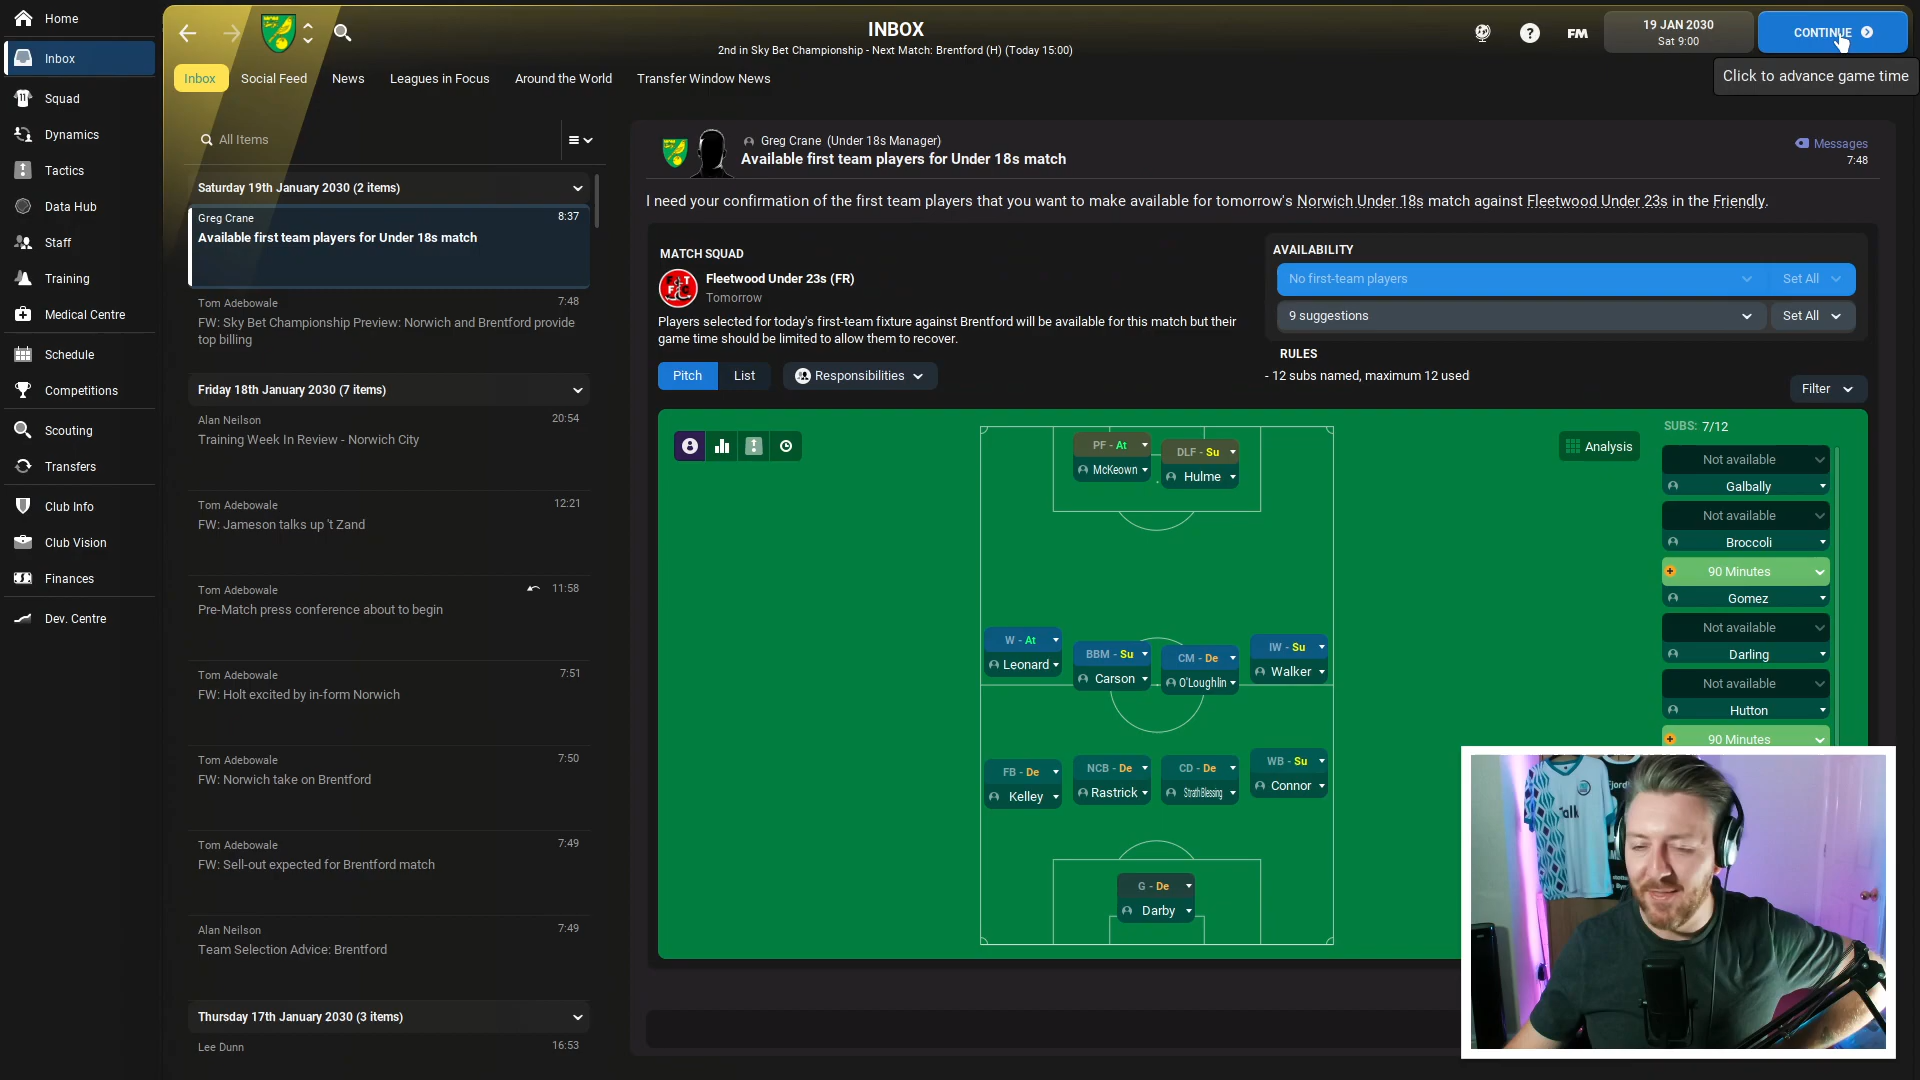 Home
Inbox
Squad
Dynamics
Tactics
Data Hub
Staff
Training
Medical Centre
Schedule
Competitions
Scouting
Transfers
Club Info
Club Vision
Finances
Dev. Centre
INBOX
2nd in Sky Bet Championship - Next Match: Brentford (H) (Today 15:00)
FM
19 JAN 2030
Sat 9:00
CONTINUE
Click to advance game time
Inbox
Social Feed
News
Leagues in Focus
Around the World
Transfer Window News
All Items
Saturday 19th January 2030 (2 items)
Greg Crane
8:37
Available first team players for Under 18s match
Tom Adebowale
7:48
FW: Sky Bet Championship Preview: Norwich and Brentford provide
top billing
Friday 18th January 2030 (7 items)
Alan Neilson
20:54
Training Week In Review - Norwich City
Tom Adebowale
12:21
FW: Jameson talks up 't Zand
Tom Adebowale
11:58
Pre-Match press conference about to begin
Tom Adebowale
7:51
FW: Holt excited by in-form Norwich
Tom Adebowale
7:50
FW: Norwich take on Brentford
Tom Adebowale
7:49
FW: Sell-out expected for Brentford match
Alan Neilson
7:49
Team Selection Advice: Brentford
Thursday 17th January 2030 (3 items)
Lee Dunn
16:53
Greg Crane (Under 18s Manager)
Available first team players for Under 18s match
Messages
7:48
I need your confirmation of the first team players that you want to make available for tomorrow's Norwich Under 18s match against Fleetwood Under 23s in the Friendly.
MATCH SQUAD
Fleetwood Under 23s (FR)
Tomorrow
Players selected for today's first-team fixture against Brentford will be available for this match but their
game time should be limited to allow them to recover.
AVAILABILITY
No first-team players
Set All
9 suggestions
Set All
RULES
- 12 subs named, maximum 12 used
Pitch
List
Responsibilities
Filter
Analysis
PF - At
McKeown
DLF - Su
Hulme
W - At
Leonard
BBM - Su
Carson
CM - De
O'Loughlin
IW - Su
Walker
FB - De
Kelley
NCB - De
Rastrick
CD - De
Strath Blessing
WB - Su
Connor
G - De
Darby
SUBS: 7/12
Not available
Galbally
Not available
Broccoli
90 Minutes
Gomez
Not available
Darling
Not available
Hutton
90 Minutes
Talk